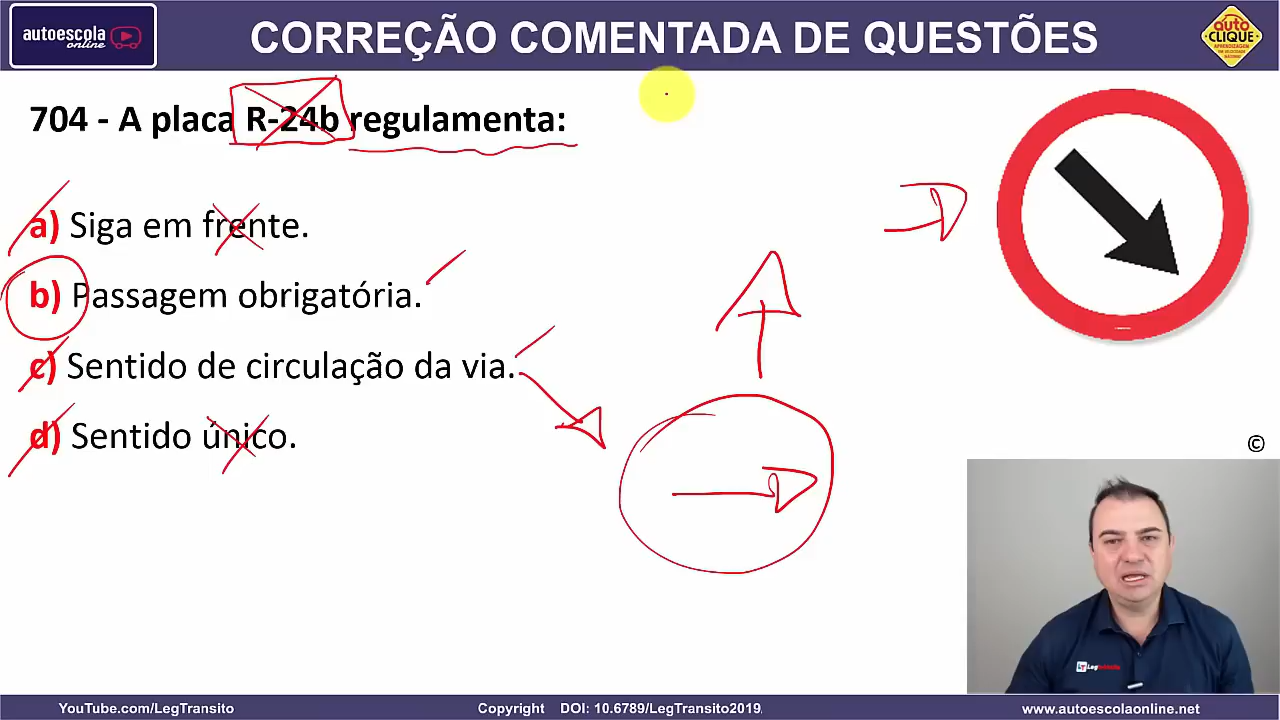 autoescola
online
CORREÇÃO COMENTADA DE QUESTÕES
auto
CLIQUE
704 - A placa R-24b regulamenta:
a) Siga em frente.
b) Passagem obrigatória.
c) Sentido de circulação da via.
d) Sentido único.
©
LegTrânsito
YouTube.com/LegTransito
Copyright DOI: 10.6789/LegTransito2019
www.autoescolaonline.net